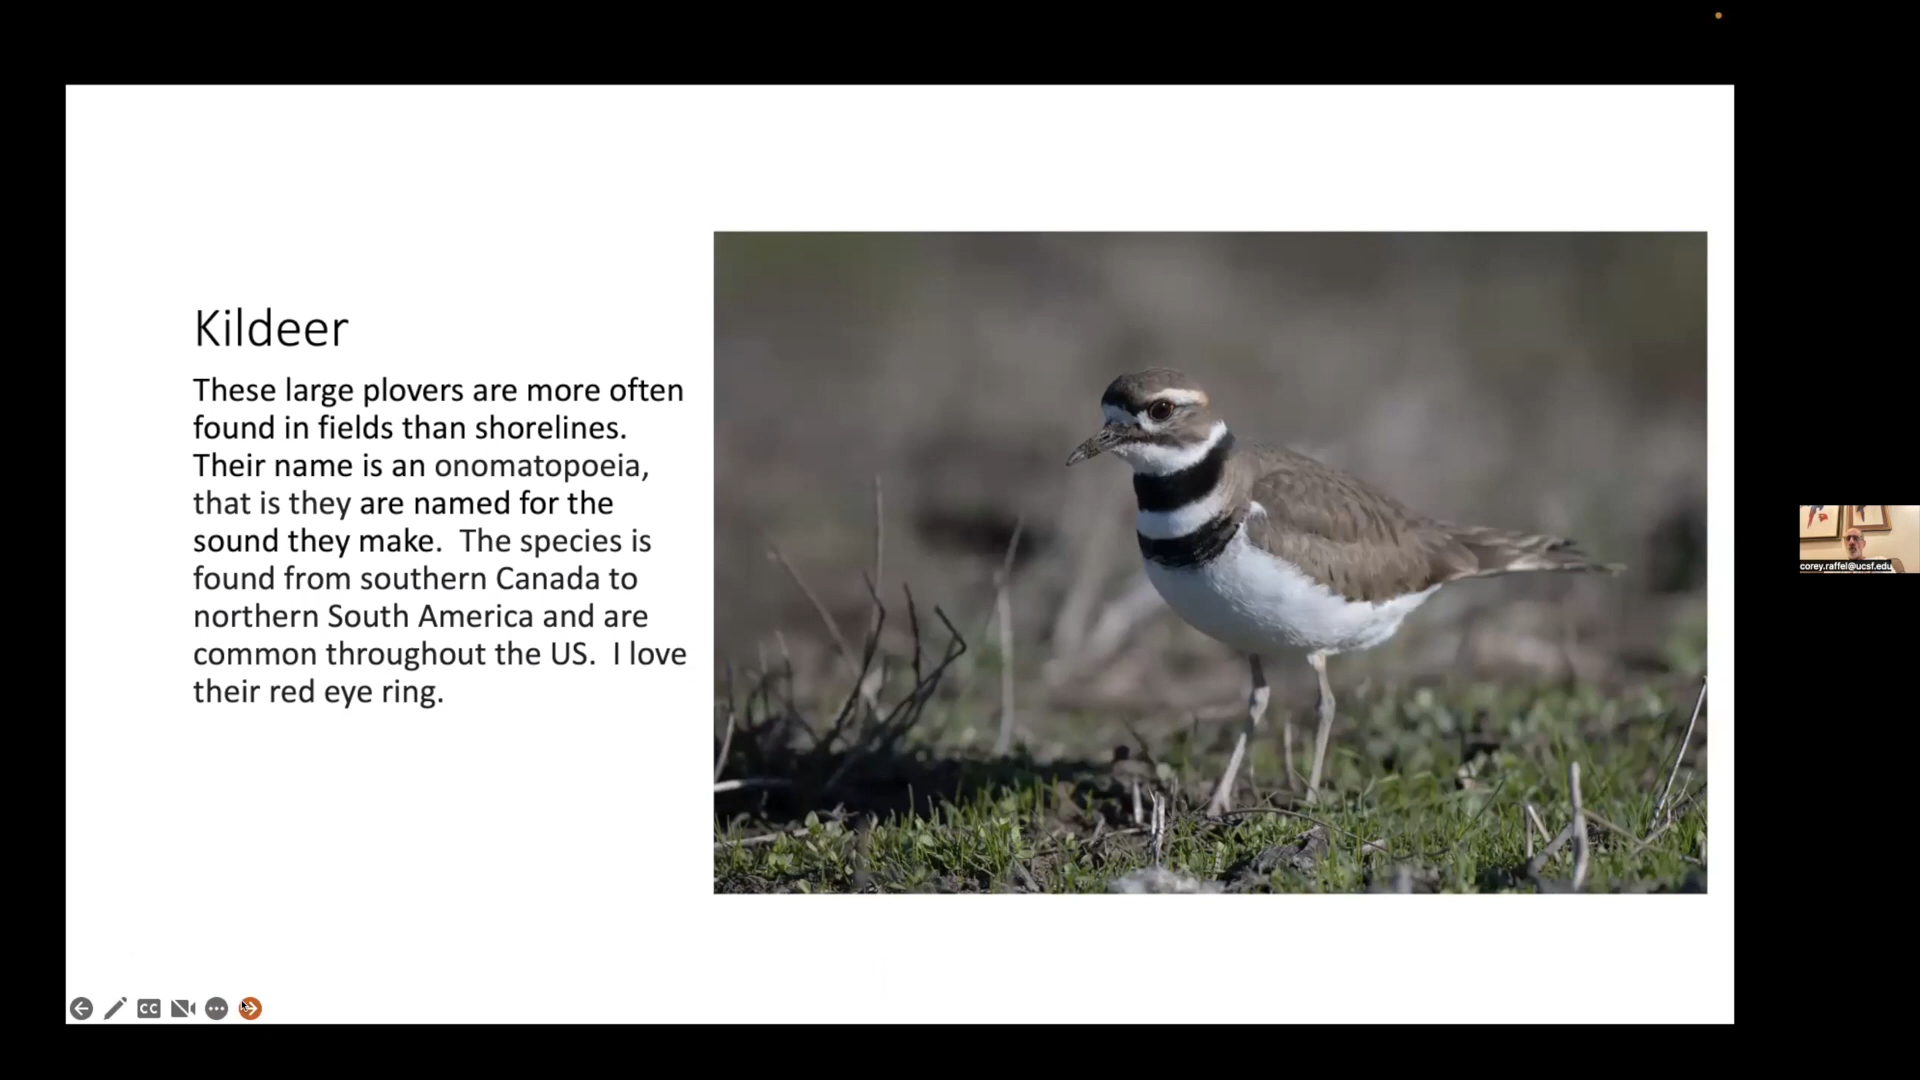 Kildeer
These large plovers are more often
found in fields than shorelines.
Their name is an onomatopoeia,
that is they are named for the
sound they make.  The species is
found from southern Canada to
northern South America and are
common throughout the US.  I love
their red eye ring.
corey.raffel@ucsf.edu
CC